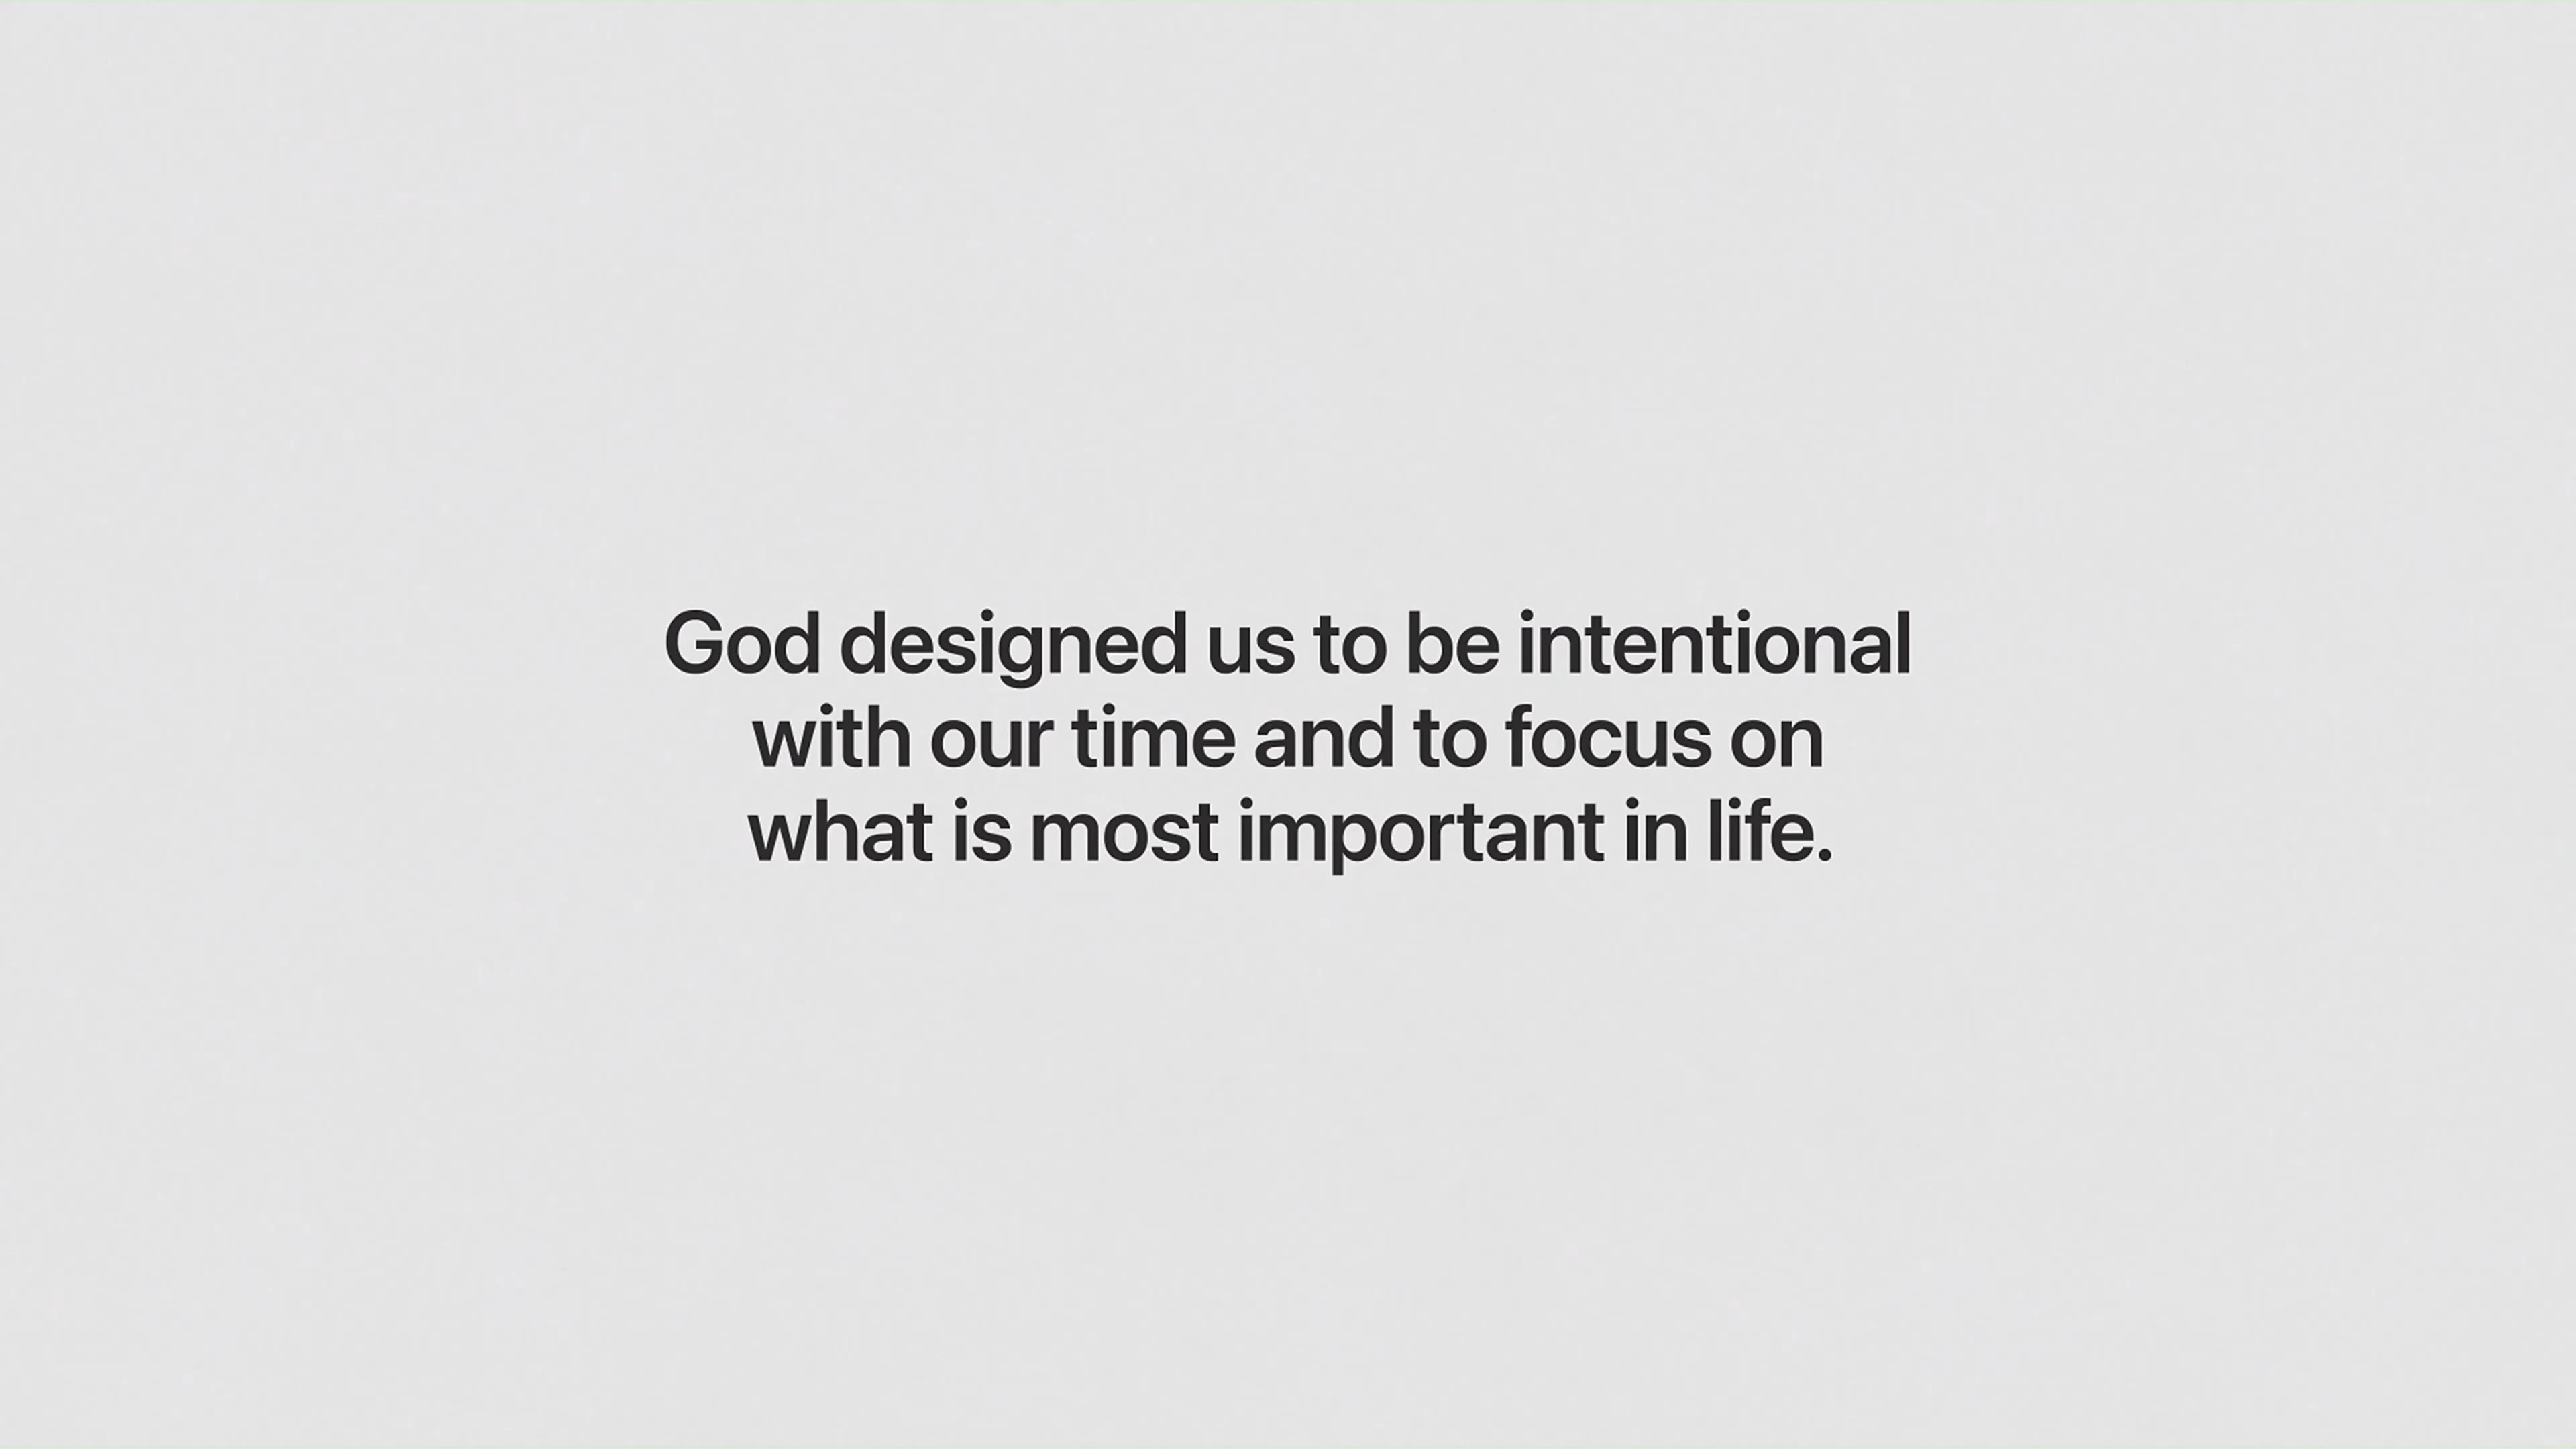 God designed us to be intentional
with our time and to focus on
what is most important in life.